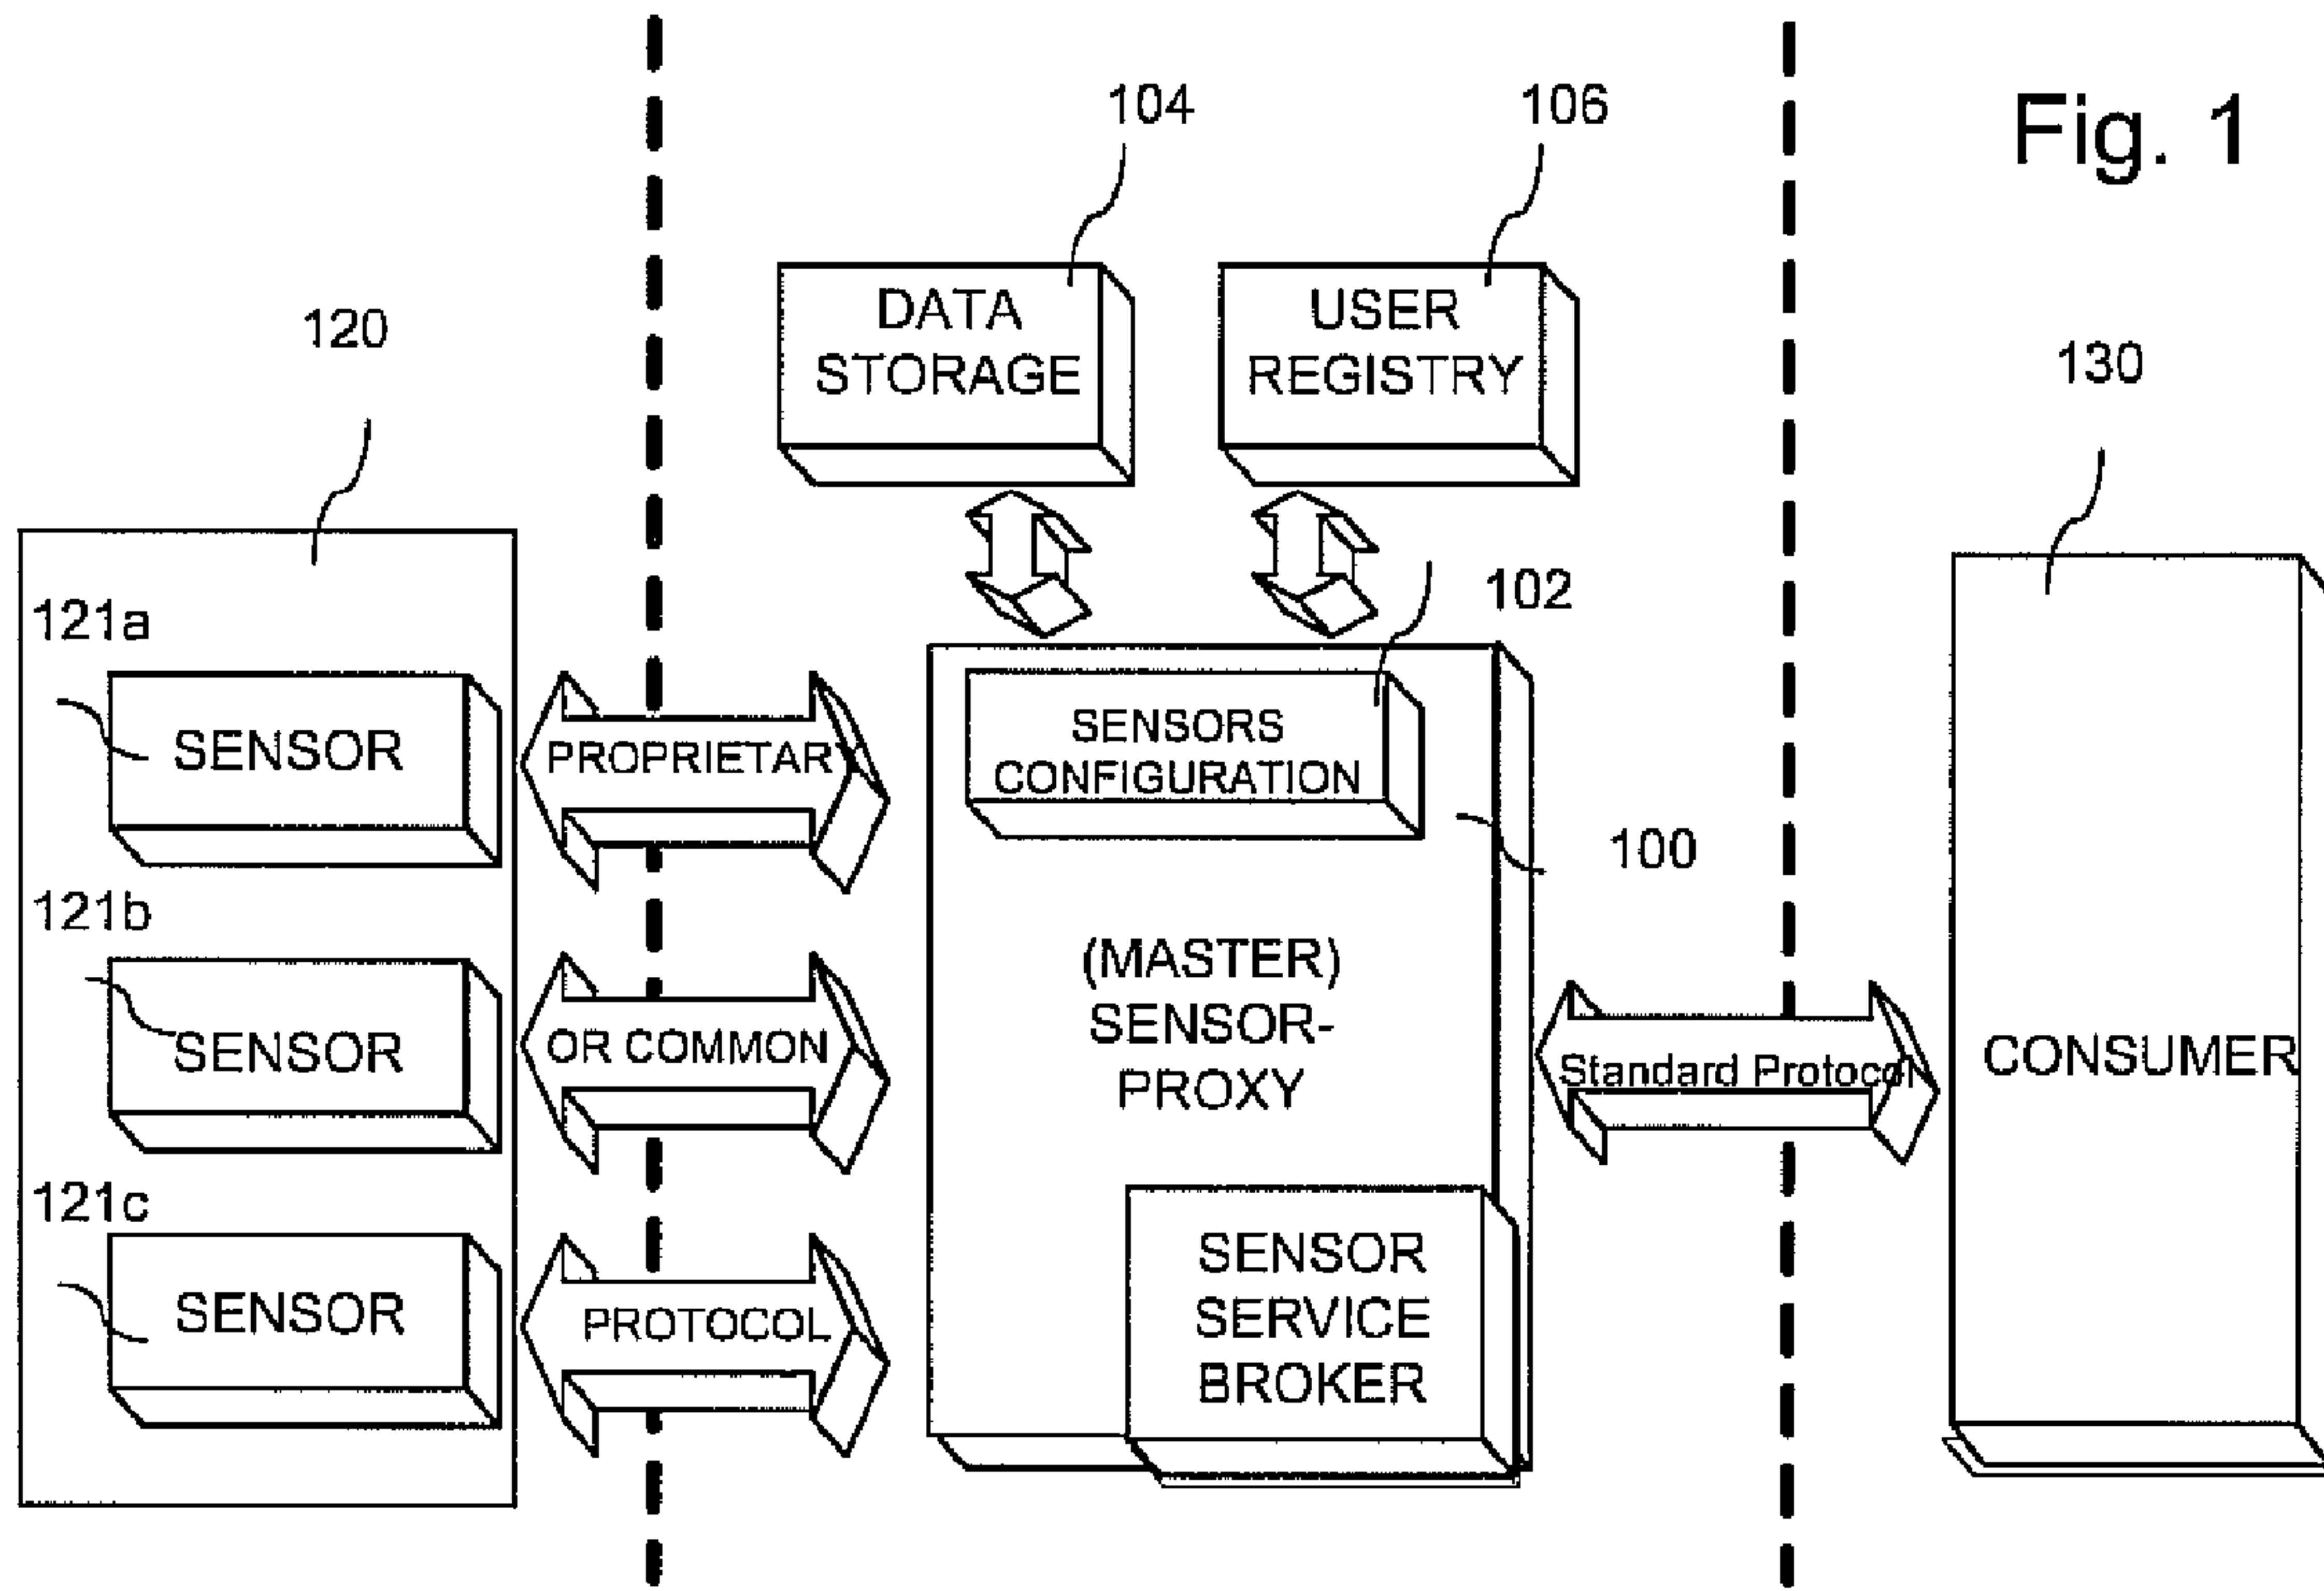 Fig. 1
104
106
DATA
STORAGE
USER
REGISTRY
120
130
102
121a
SENSOR
PROPRIETARY
SENSORS
CONFIGURATION
100
121b
SENSOR
OR COMMON
(MASTER)
SENSOR-
PROXY
Standard Protocol
CONSUMER
121c
SENSOR
PROTOCOL
SENSOR
SERVICE
BROKER